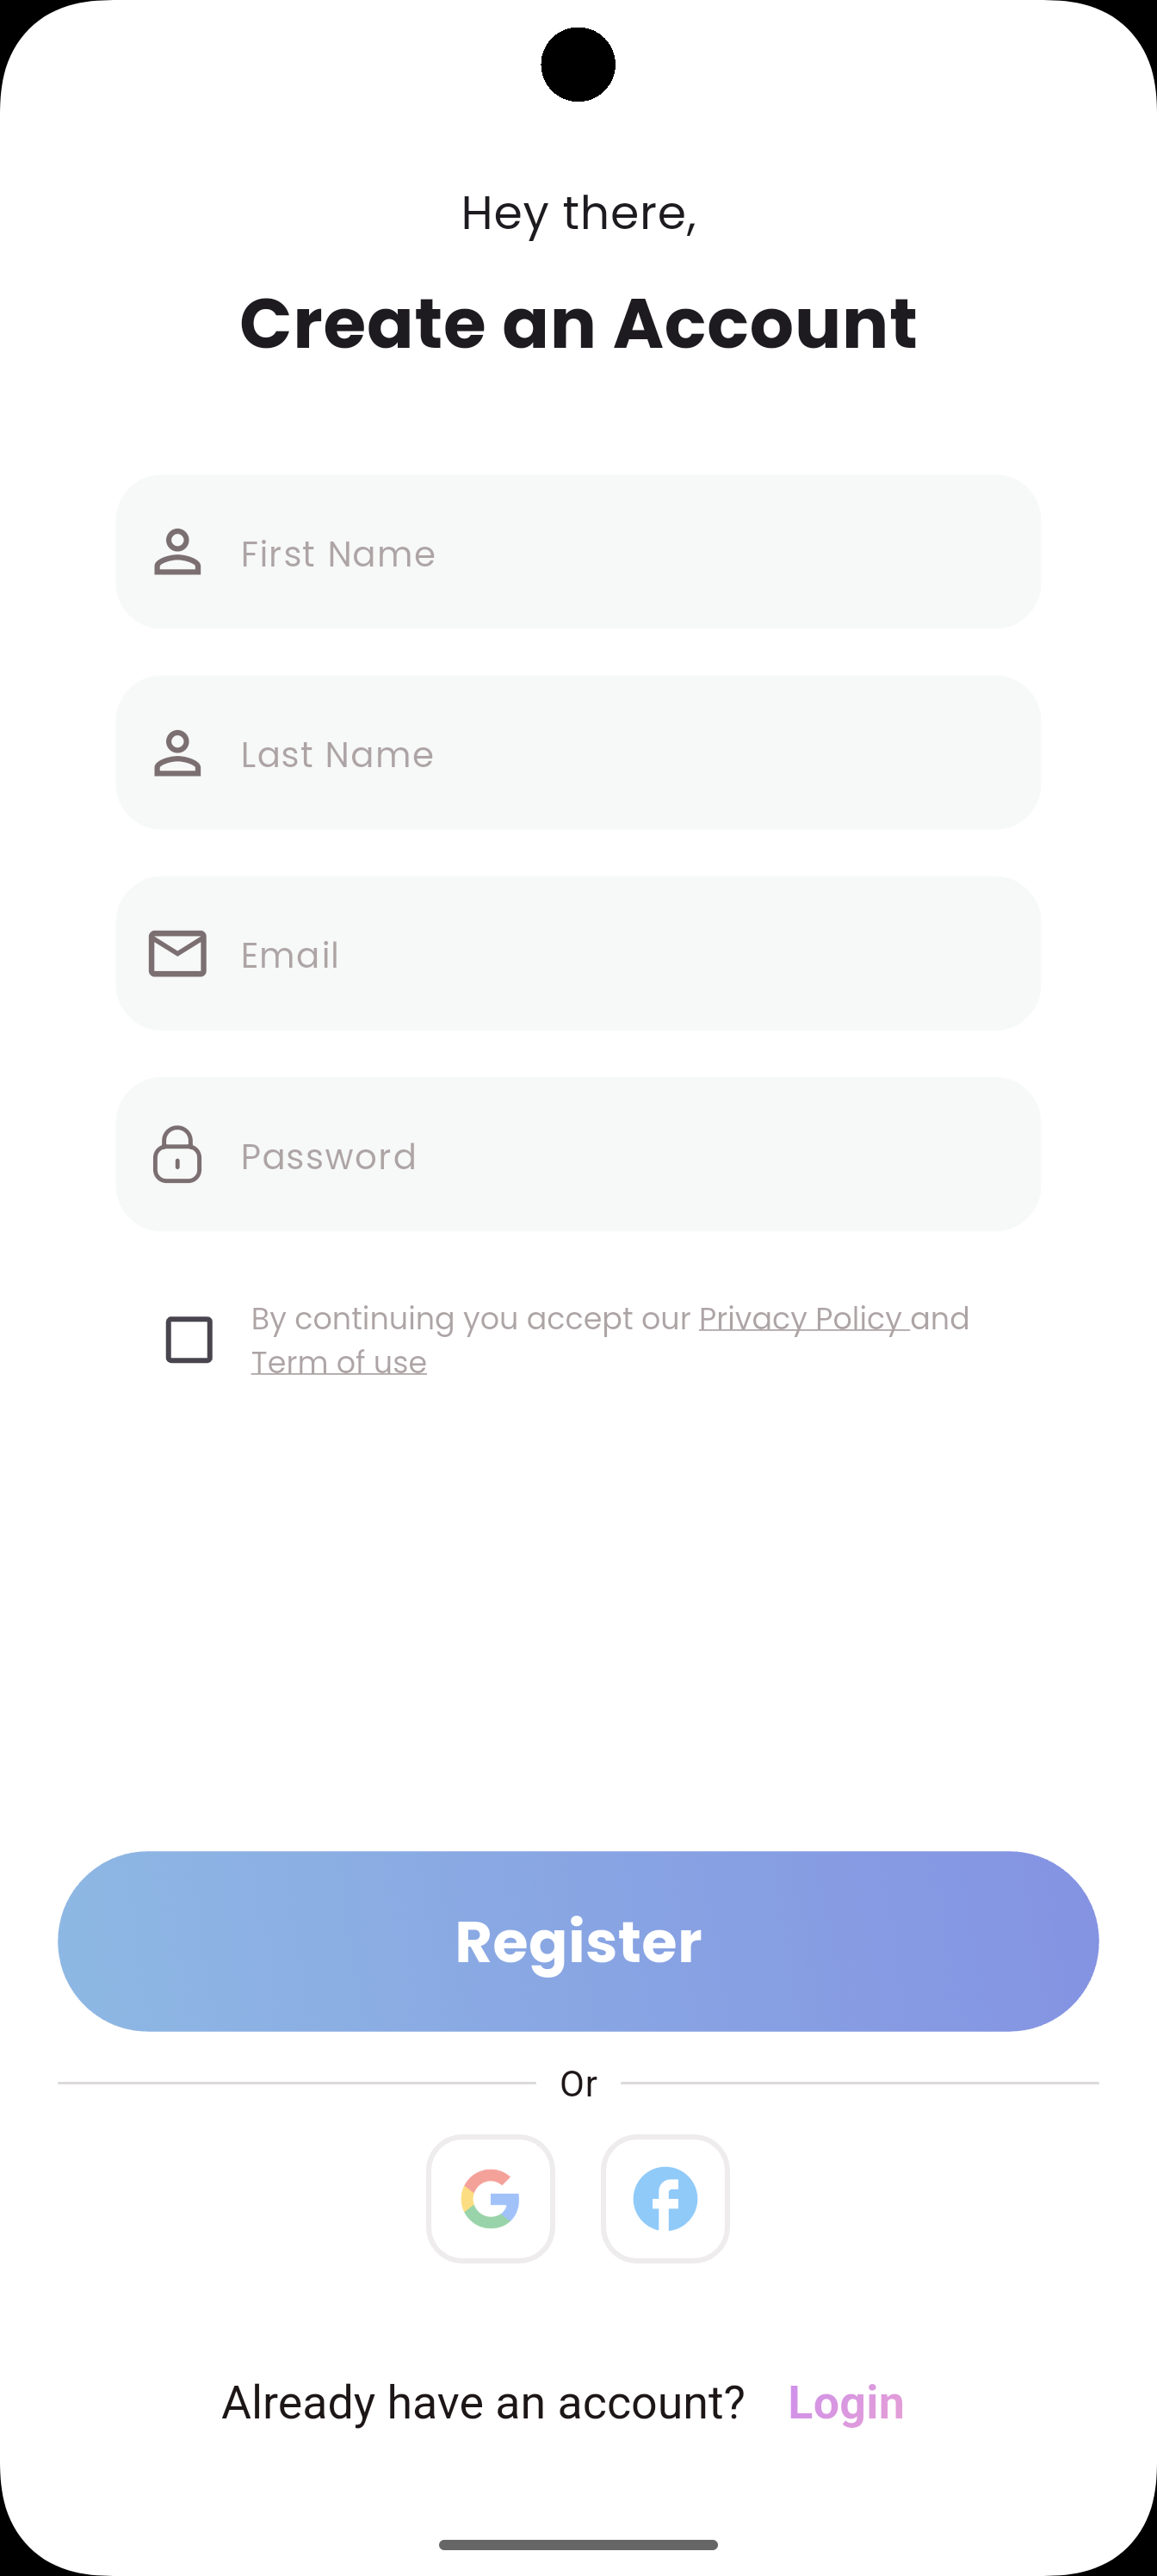 Hey there,
Create an Account
First Name
Last Name
Email
Password
By continuing you accept our Privacy Policy and
Term of use
Register
Or
Already have an account? Login